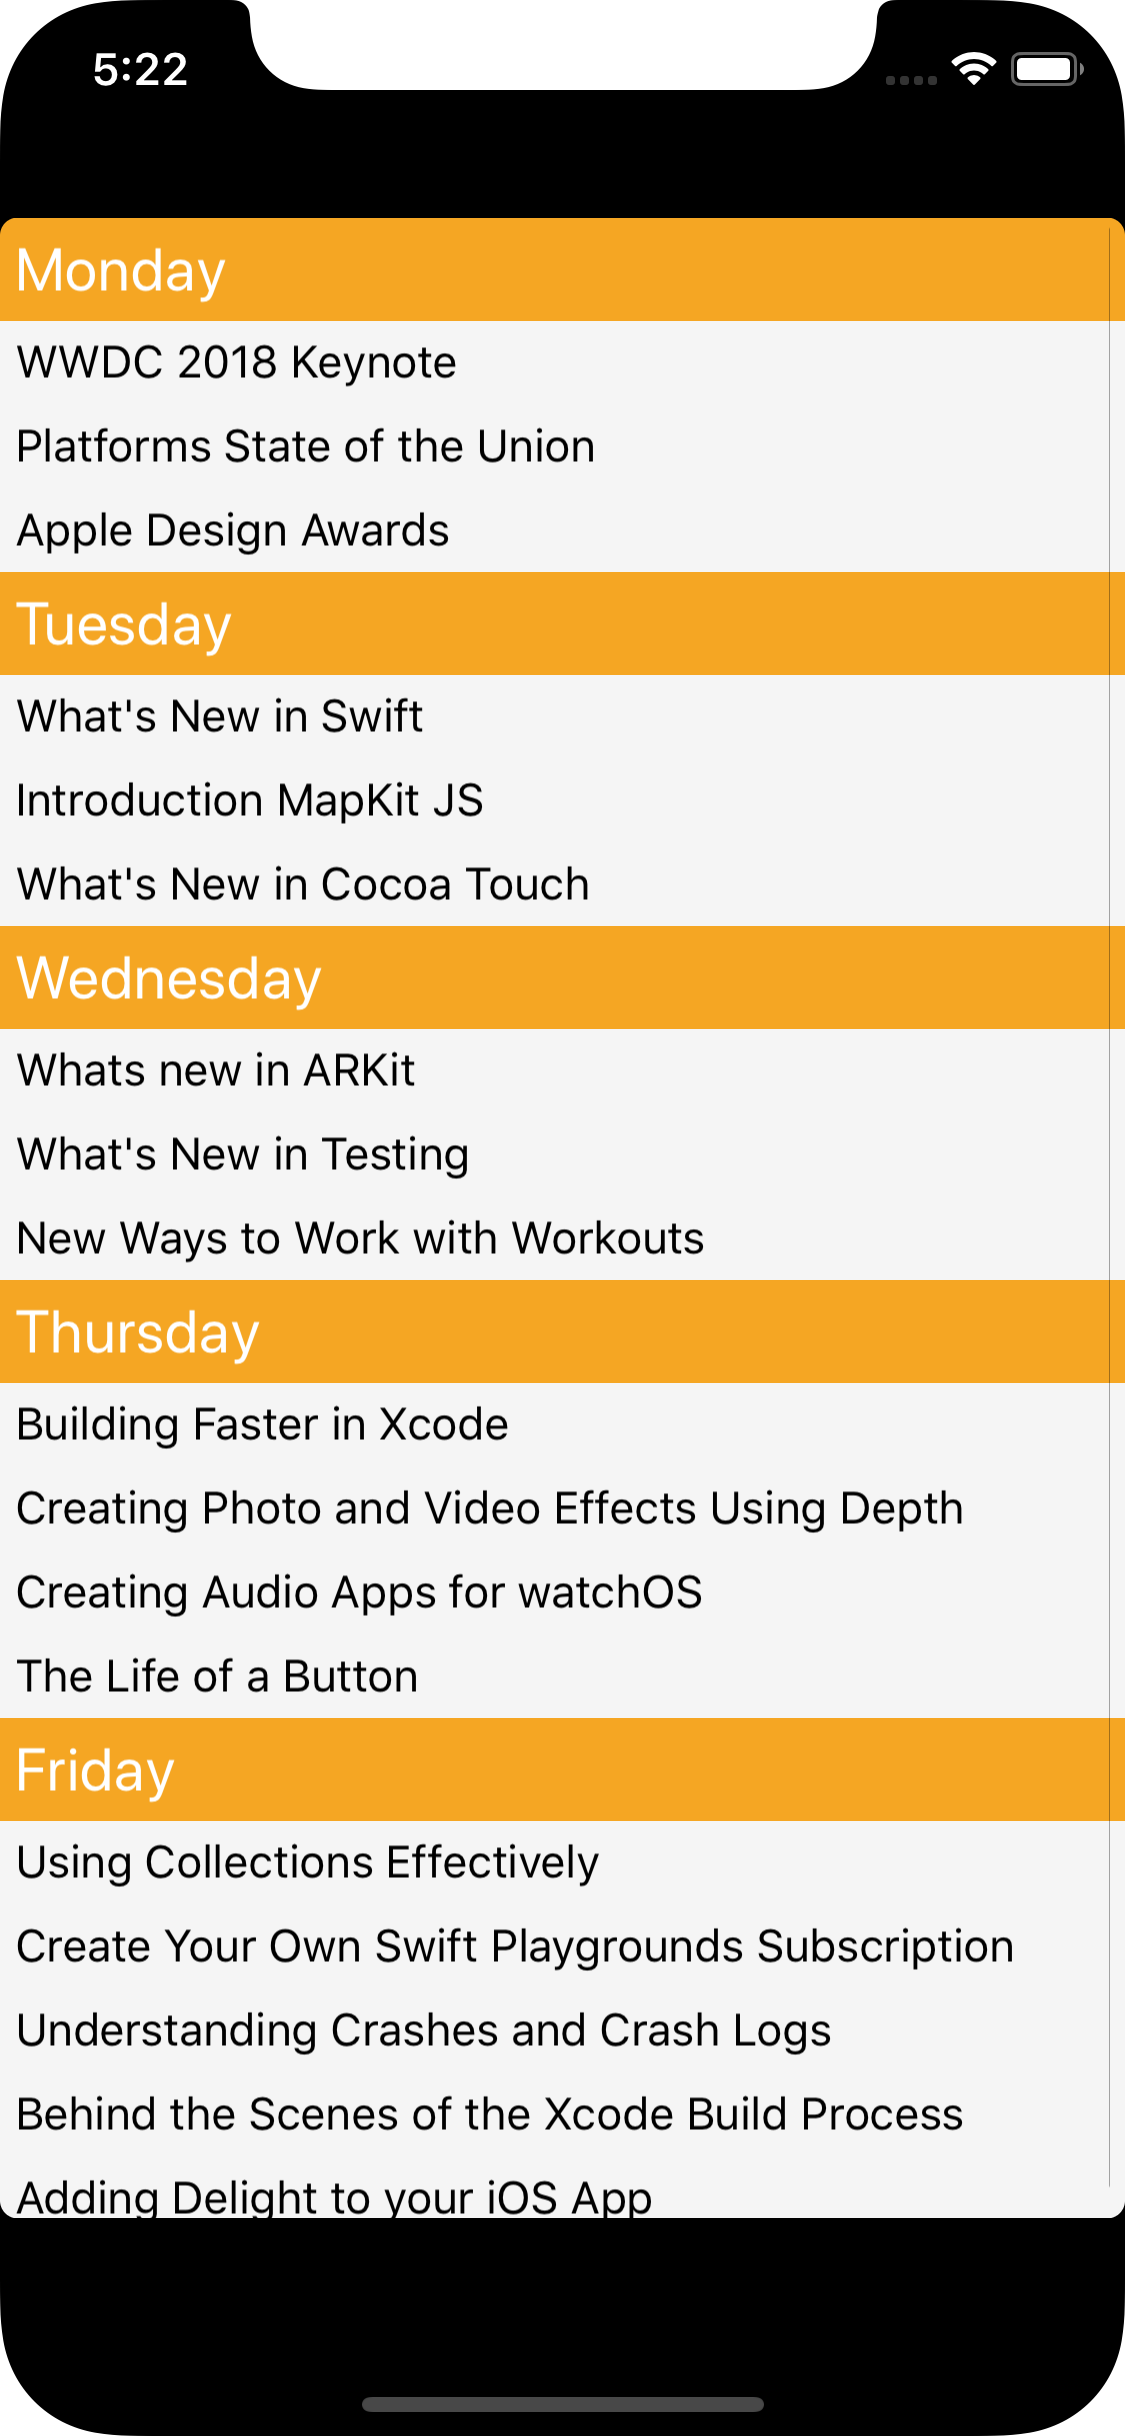 5:22
Monday
WWDC 2018 Keynote
Platforms State of the Union
Apple Design Awards
Tuesday
What's New in Swift
Introduction MapKit JS
What's New in Cocoa Touch
Wednesday
Whats new in ARKit
What's New in Testing
New Ways to Work with Workouts
Thursday
Building Faster in Xcode
Creating Photo and Video Effects Using Depth
Creating Audio Apps for watchOS
The Life of a Button
Friday
Using Collections Effectively
Create Your Own Swift Playgrounds Subscription
Understanding Crashes and Crash Logs
Behind the Scenes of the Xcode Build Process
Adding Delight to your iOS App